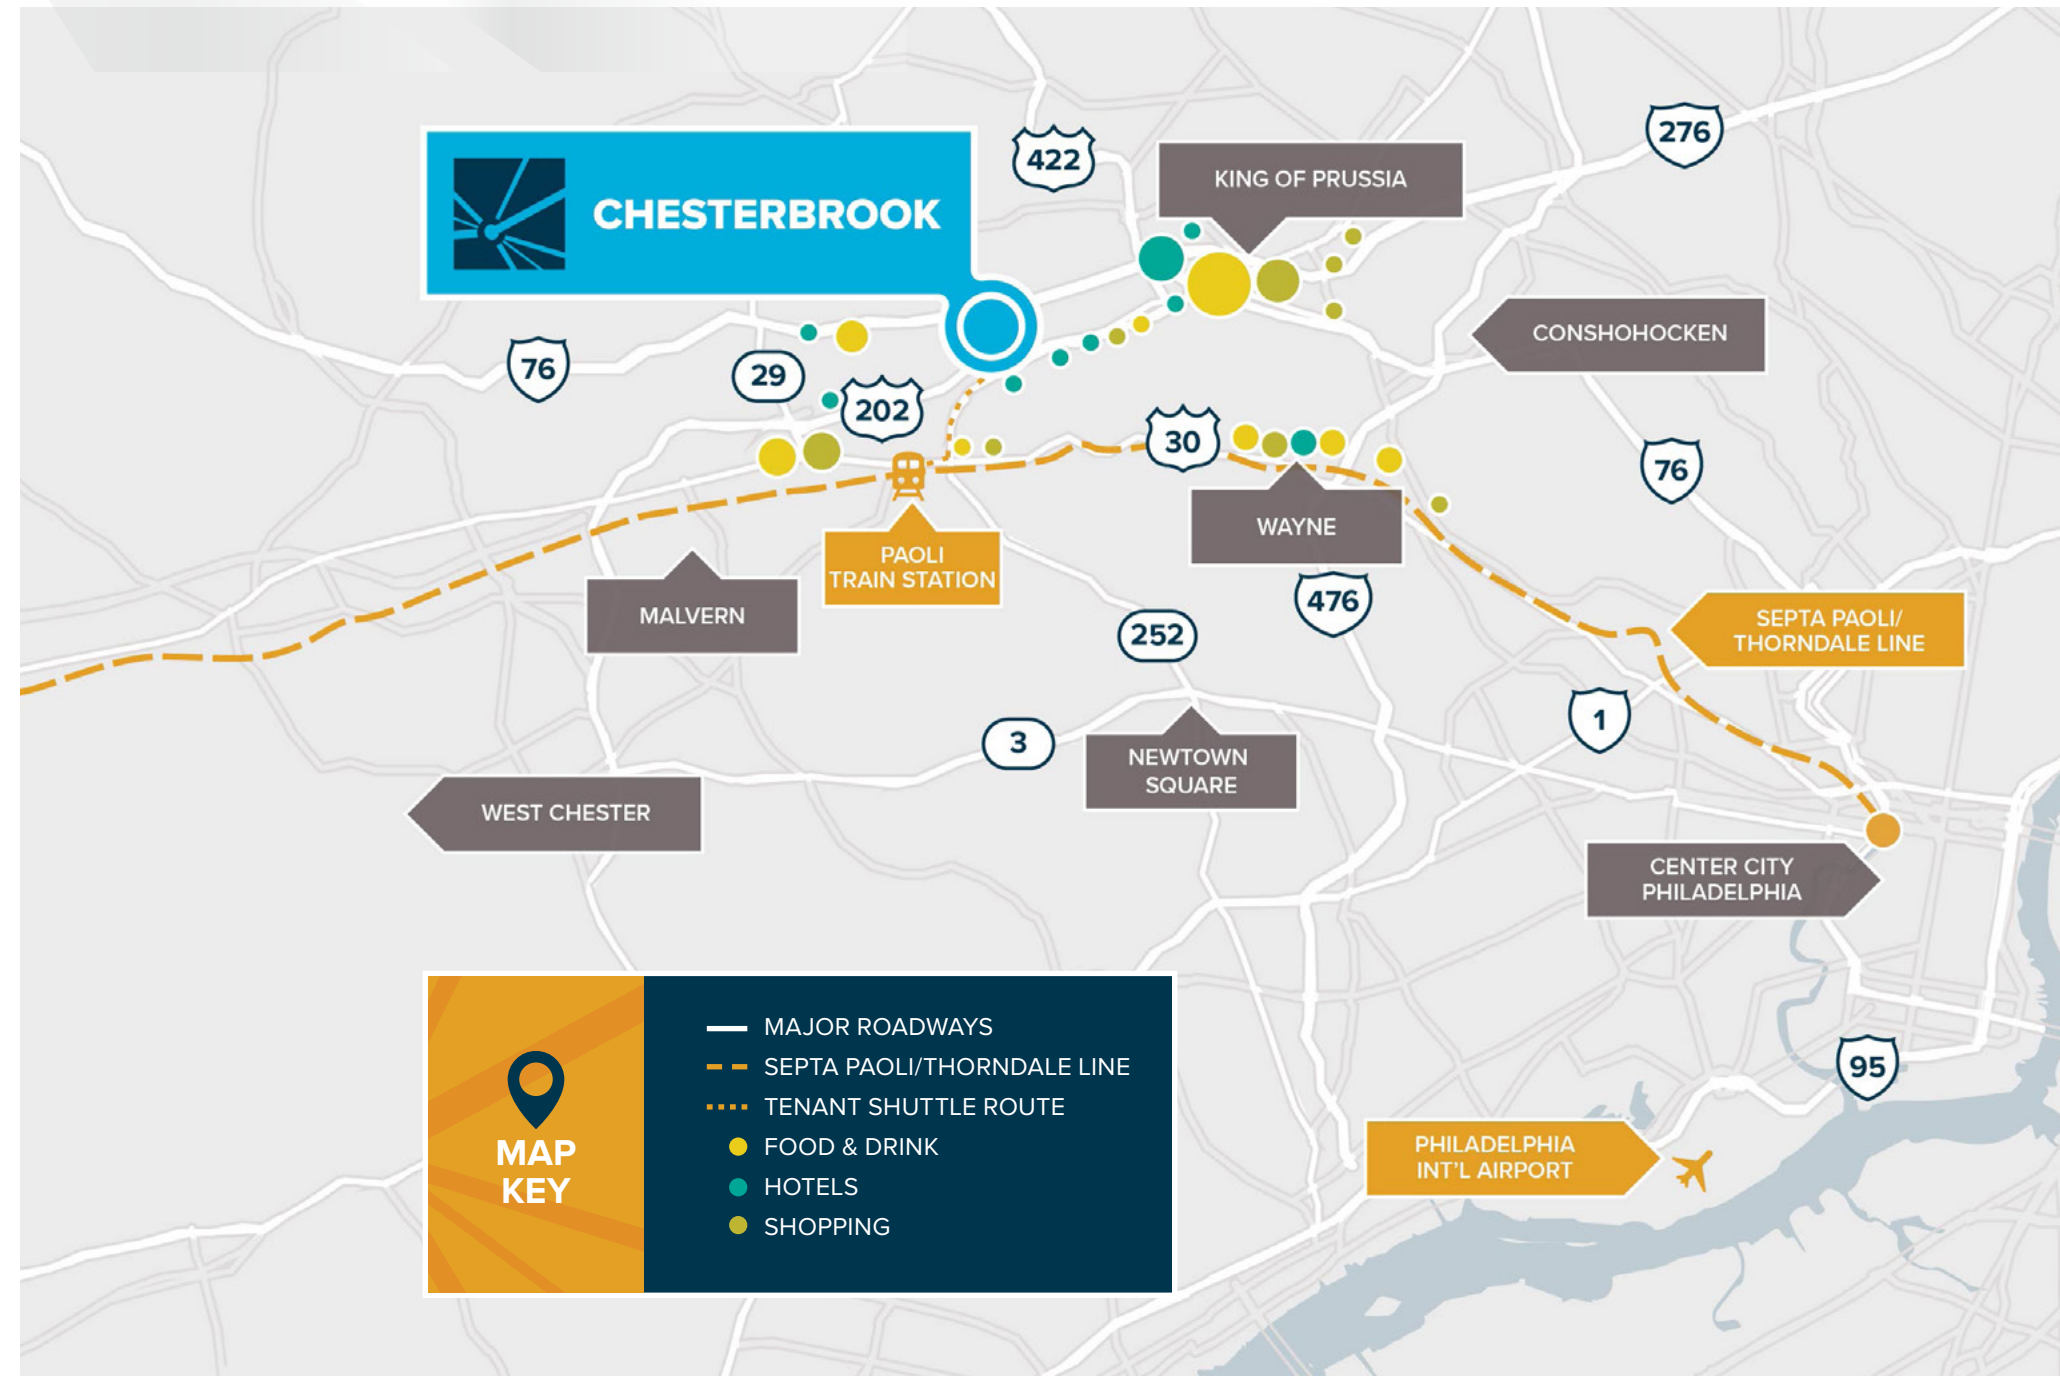 276
422
KING OF PRUSSIA
CHESTERBROOK
CONSHOHOCKEN
76
29
202
30
76
WAYNE
PAOLI
TRAIN STATION
MALVERN
476
252
SEPTA PAOLI/
THORNDALE LINE
1
3
NEWTOWN
SQUARE
WEST CHESTER
CENTER CITY
PHILADELPHIA
95
PHILADELPHIA
INT'L AIRPORT
MAP
KEY
MAJOR ROADWAYS
SEPTA PAOLI/THORNDALE LINE
TENANT SHUTTLE ROUTE
FOOD & DRINK
HOTELS
SHOPPING